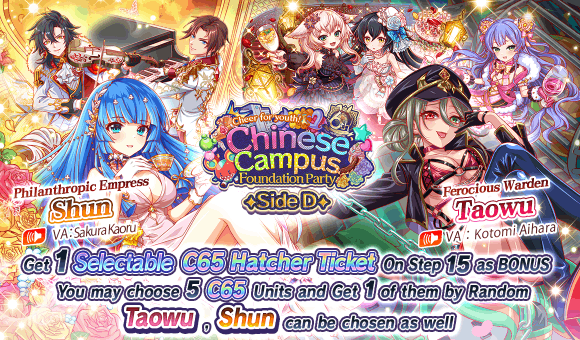 Cheer for youth!
Chinese
Campus
Foundation Party
Side D
Philanthropic Empress
Shun
VA:Sakura Kaoru
Ferocious Warden
Taowu
VA : Kotomi Aihara
Get 1 Selectable C65 Hatcher Ticket On Step 15 as BONUS
You may choose 5 C65 Units and Get 1 of them by Random
Taowu , Shun can be chosen as well